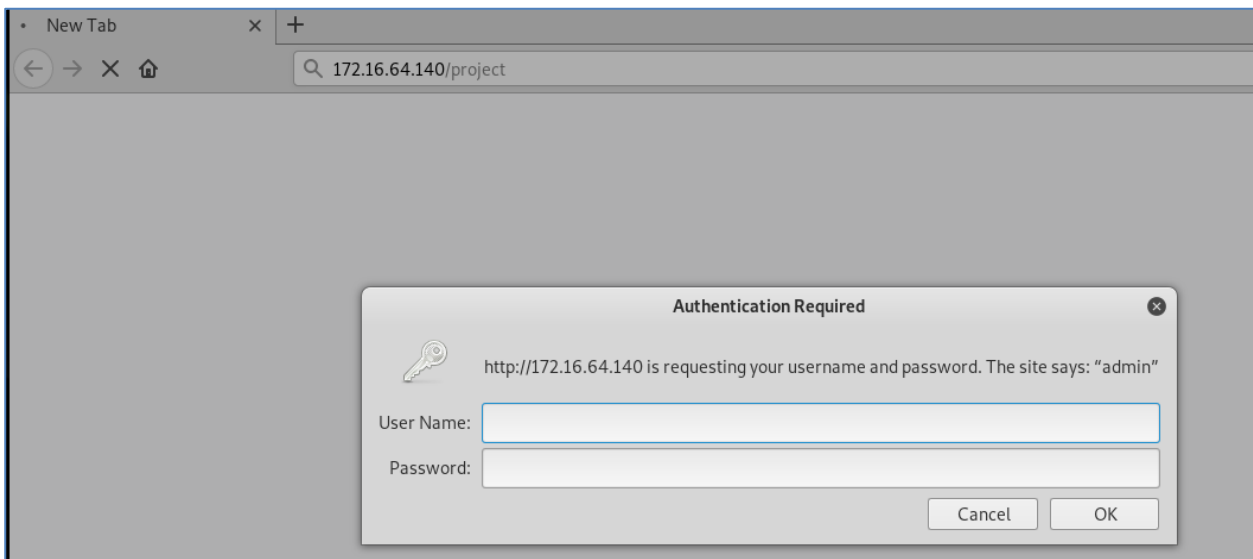 New Tab
172.16.64.140/project
Authentication Required
http://172.16.64.140 is requesting your username and password. The site says: “admin”
User Name:
Password:
Cancel OK